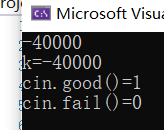 Microsoft Visua
-40000
k=-40000
cin.good()=1
cin.fail()=0